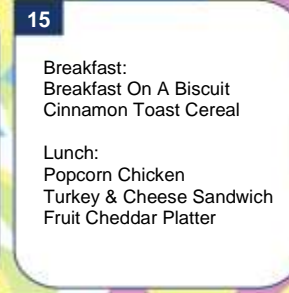 15
Breakfast:
Breakfast On A Biscuit
Cinnamon Toast Cereal
Lunch:
Popcorn Chicken
Turkey & Cheese Sandwich
Fruit Cheddar Platter